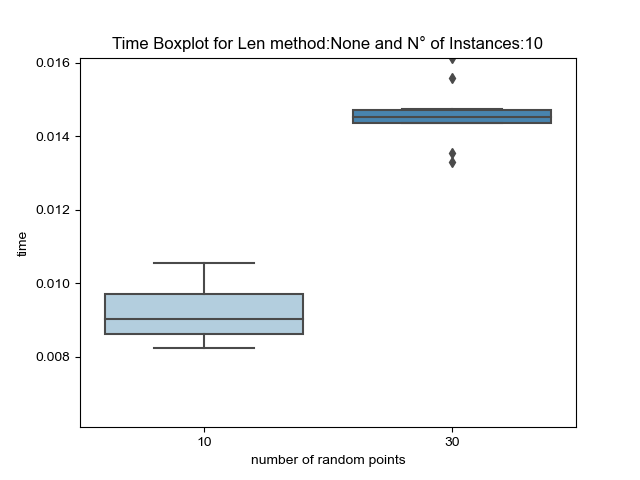 Time Boxplot for Len method:None and N° of Instances:10
0.016
0.014
0.012
0.010
0.008
time
10
30
number of random points